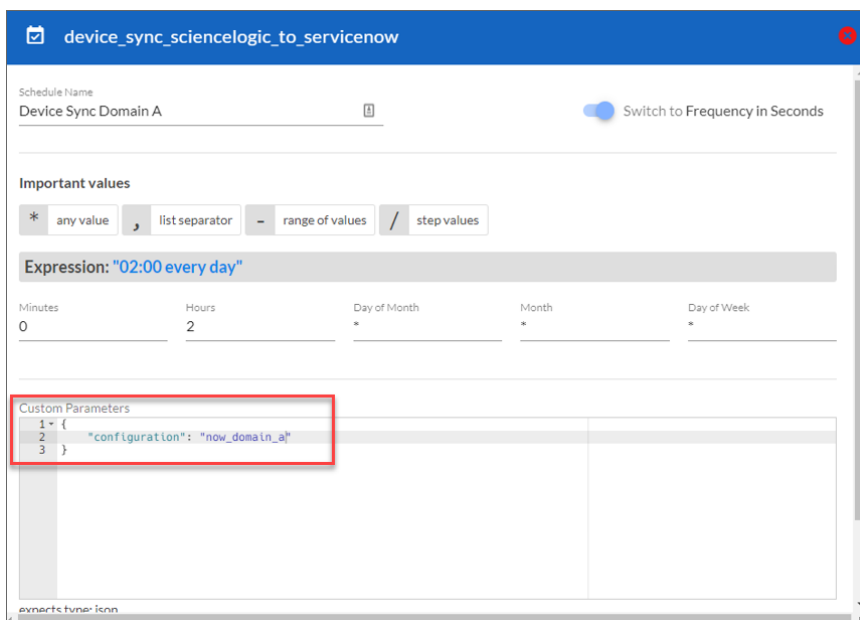 device_sync_sciencelogic_to_servicenow
Schedule Name
Device Sync Domain A
Switch to Frequency in Seconds
Important values
* any value , list separator - range of values / step values
Expression: "02:00 every day"
Minutes Hours Day of Month Month Day of Week
0 2 * * *
Custom Parameters
1 {
2 "configuration": "now_domain_a"
3 }
expects type: json